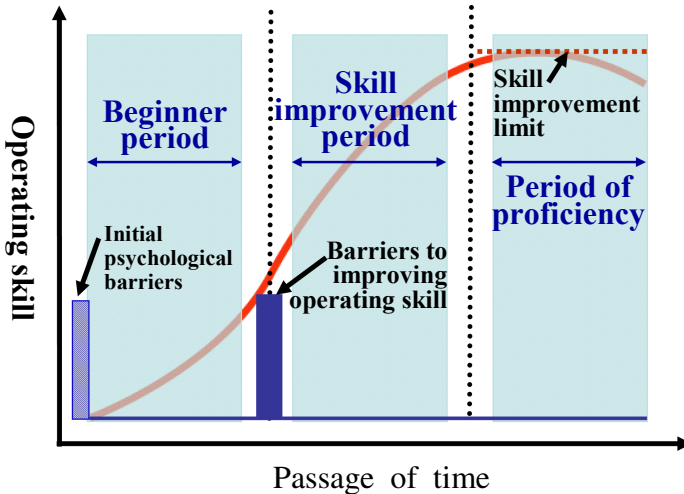 Operating skill
Beginner
period
Skill
improvement
period
Skill
improvement
limit
Period of
proficiency
Initial
psychological
barriers
Barriers to
improving
operating skill
Passage of time